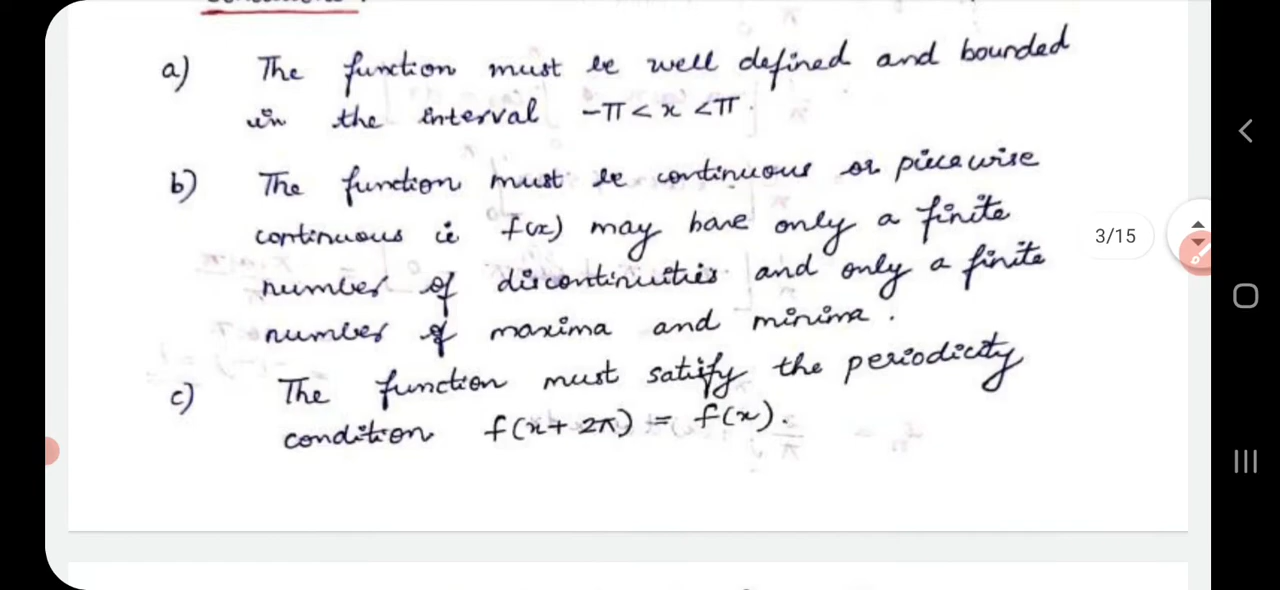 a) The function must be well defined and bounded
in the interval -π < x < π.
b) The function must be continuous or piecewise
continuous ie f(x) may have only a finite
number of discontinuities and only a finite
number of maxima and minima.
c) The function must satisfy the periodicity
condition f(x + 2π) = f(x).
3/15